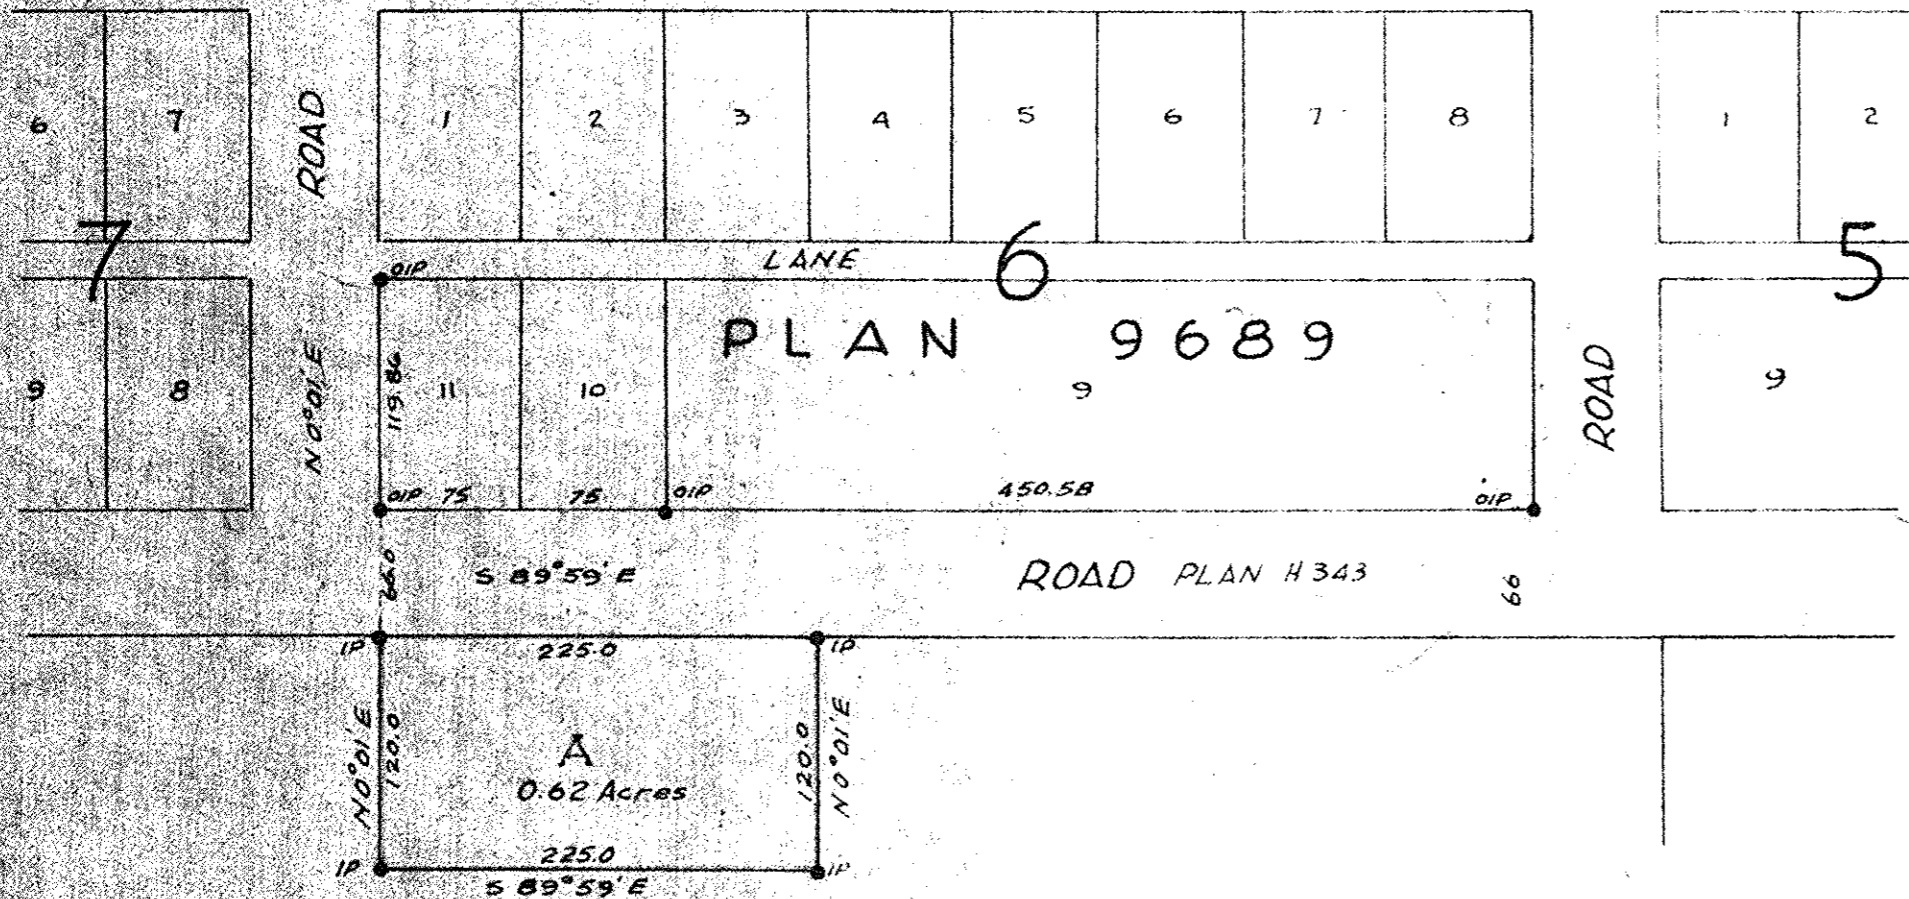 6 7 1 2 3 4 5 6 7 8 1 2
ROAD
7 6 5
LANE
OIP
PLAN 9689
N 0°01' E
119.86
9 8 11 10 9 9
ROAD
OIP 75 75 OIP 450.58 OIP
66.0
S 89°59' E
ROAD PLAN H 343
66
IP 225.0 IP
N 0°01' E
120.0
A
0.62 Acres
120.0
N 0°01' E
IP 225.0 IP
S 89°59' E